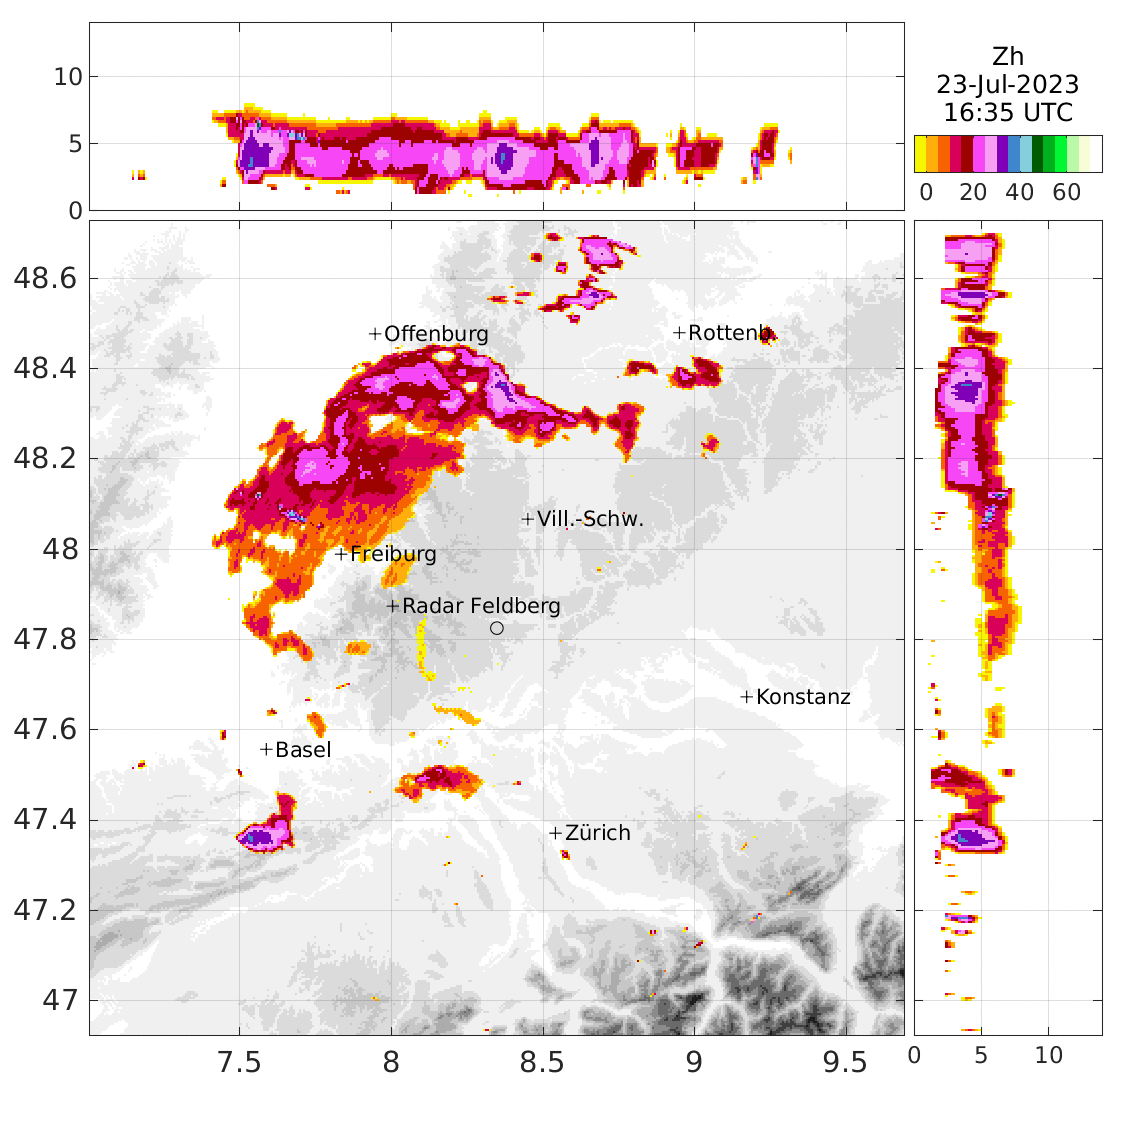 Zh
23-Jul-2023
16:35 UTC
0 20 40 60
10
5
0
48.6
48.4
48.2
48
47.8
47.6
47.4
47.2
47
+Offenburg
+Rottenb
+Vill.-Schw.
+Freiburg
+Radar Feldberg
+Konstanz
+Basel
+Zürich
7.5 8 8.5 9 9.5
0 5 10